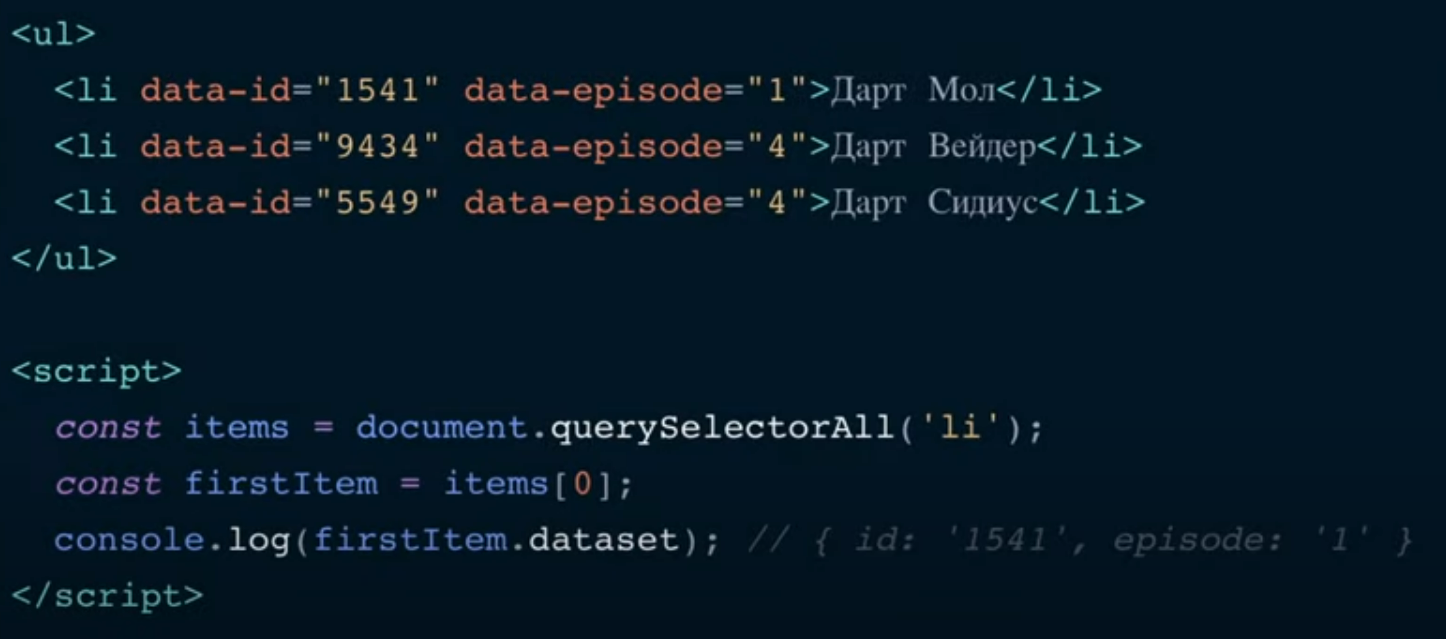 <ul>
  <li data-id="1541" data-episode="1">Дарт Мол</li>
  <li data-id="9434" data-episode="4">Дарт Вейдер</li>
  <li data-id="5549" data-episode="4">Дарт Сидиус</li>
</ul>
<script>
  const items = document.querySelectorAll('li');
  const firstItem = items[0];
  console.log(firstItem.dataset); // { id: '1541', episode: '1' }
</script>